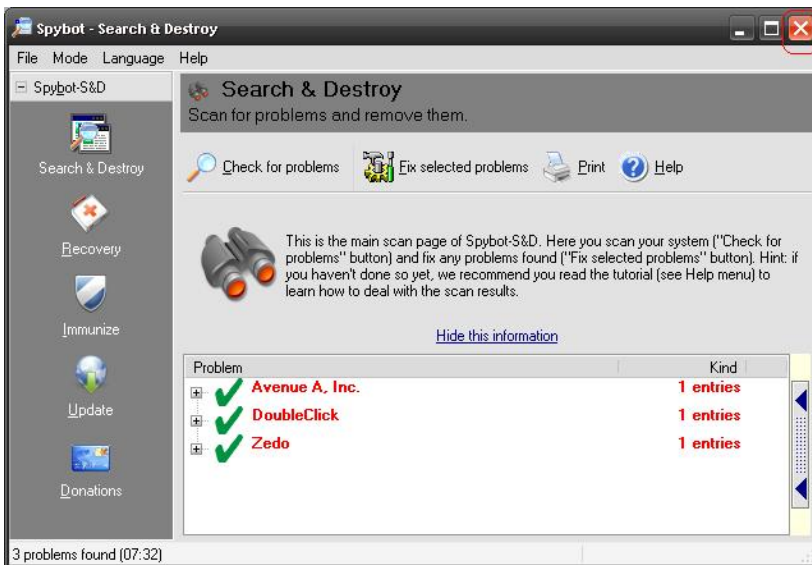 Spybot - Search & Destroy
File Mode Language Help
Spybot-S&D
Search & Destroy
Recovery
Immunize
Update
Donations
Search & Destroy
Scan for problems and remove them.
Check for problems Fix selected problems Print Help
This is the main scan page of Spybot-S&D. Here you scan your system ("Check for
problems" button) and fix any problems found ("Fix selected problems" button). Hint: if
you haven't done so yet, we recommend you read the tutorial (see Help menu) to
learn how to deal with the scan results.
Hide this information
Problem Kind
Avenue A, Inc. 1 entries
DoubleClick 1 entries
Zedo 1 entries
3 problems found (07:32)